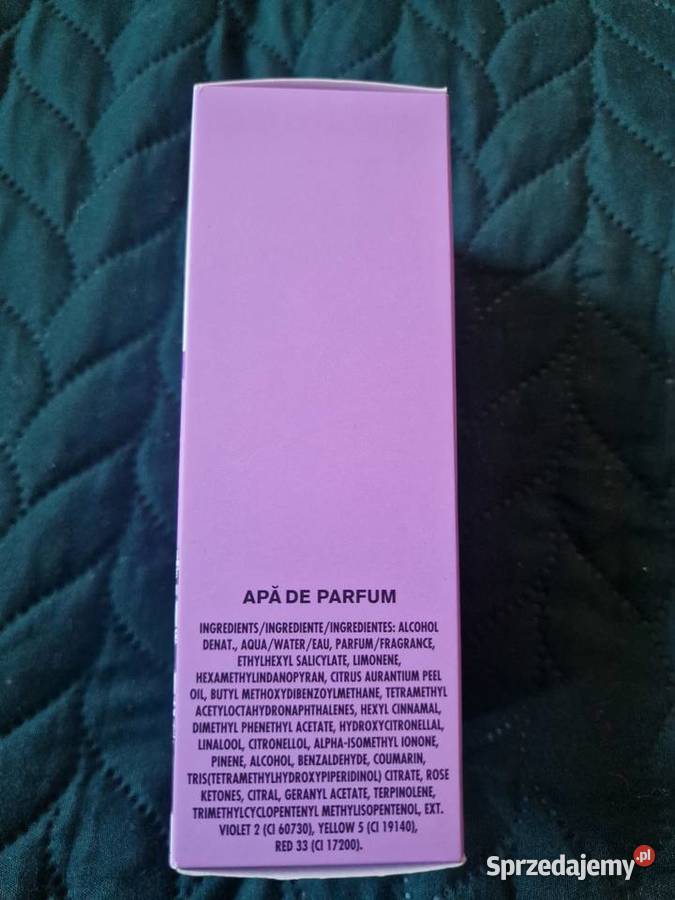 APĂ DE PARFUM
INGREDIENTS/INGREDIENTE/INGREDIENTES: ALCOHOL
DENAT., AQUA/WATER/EAU, PARFUM/FRAGRANCE,
ETHYLHEXYL SALICYLATE, LIMONENE,
HEXAMETHYLINDANOPYRAN, CITRUS AURANTIUM PEEL
OIL, BUTYL METHOXYDIBENZOYLMETHANE, TETRAMETHYL
ACETYLOCTAHYDRONAPHTHALENES, HEXYL CINNAMAL,
DIMETHYL PHENETHYL ACETATE, HYDROXYCITRONELLAL,
LINALOOL, CITRONELLOL, ALPHA-ISOMETHYL IONONE,
PINENE, ALCOHOL, BENZALDEHYDE, COUMARIN,
TRIS(TETRAMETHYLHYDROXYPIPERIDINOL) CITRATE, ROSE
KETONES, CITRAL, GERANYL ACETATE, TERPINOLENE,
TRIMETHYLCYCLOPENTENYL METHYLISOPENTENOL, EXT.
VIOLET 2 (CI 60730), YELLOW 5 (CI 19140),
RED 33 (CI 17200).
Sprzedajemy.pl